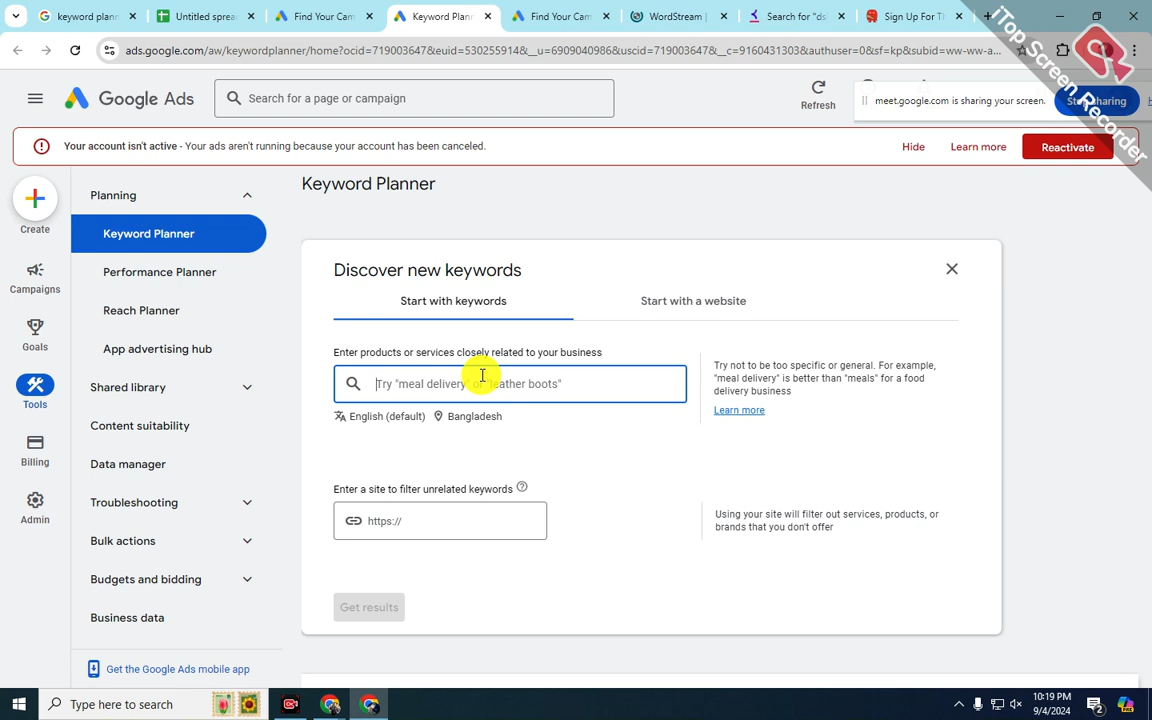 keyword plann
Untitled sprea
Find Your Cam
Keyword Plann
Find Your Cam
WordStream |
Search for "ds
Sign Up For Th
ads.google.com/aw/keywordplanner/home?ocid=719003647&euid=530255914&__u=6909040986&uscid=719003647&__c=9160431303&authuser=0&sf=kp&subid=ww-ww-a...
iTop Screen Recorder
Google Ads
Search for a page or campaign
Refresh
meet.google.com is sharing your screen.
Stop sharing
Your account isn't active - Your ads aren't running because your account has been canceled.
Hide
Learn more
Reactivate
Create
Campaigns
Goals
Tools
Billing
Admin
Planning
Keyword Planner
Performance Planner
Reach Planner
App advertising hub
Shared library
Content suitability
Data manager
Troubleshooting
Bulk actions
Budgets and bidding
Business data
Get the Google Ads mobile app
Keyword Planner
Discover new keywords
Start with keywords
Start with a website
Enter products or services closely related to your business
Try "meal delivery" or "leather boots"
English (default)
Bangladesh
Try not to be too specific or general. For example,
"meal delivery" is better than "meals" for a food
delivery business
Learn more
Enter a site to filter unrelated keywords
https://
Using your site will filter out services, products, or
brands that you don't offer
Get results
Type here to search
10:19 PM
9/4/2024
2